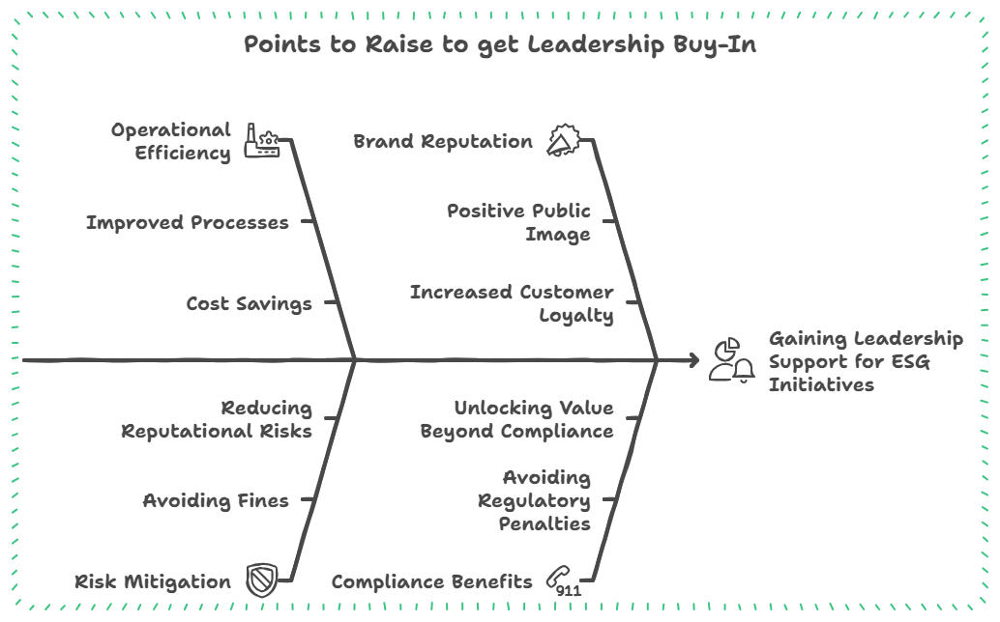 Points to Raise to get Leadership Buy-In
Operational
Efficiency
Improved Processes
Cost Savings
Brand Reputation
Positive Public
Image
Increased Customer
Loyalty
Gaining Leadership
Support for ESG
Initiatives
Reducing
Reputational Risks
Avoiding Fines
Risk Mitigation
Unlocking Value
Beyond Compliance
Avoiding
Regulatory
Penalties
Compliance Benefits
911